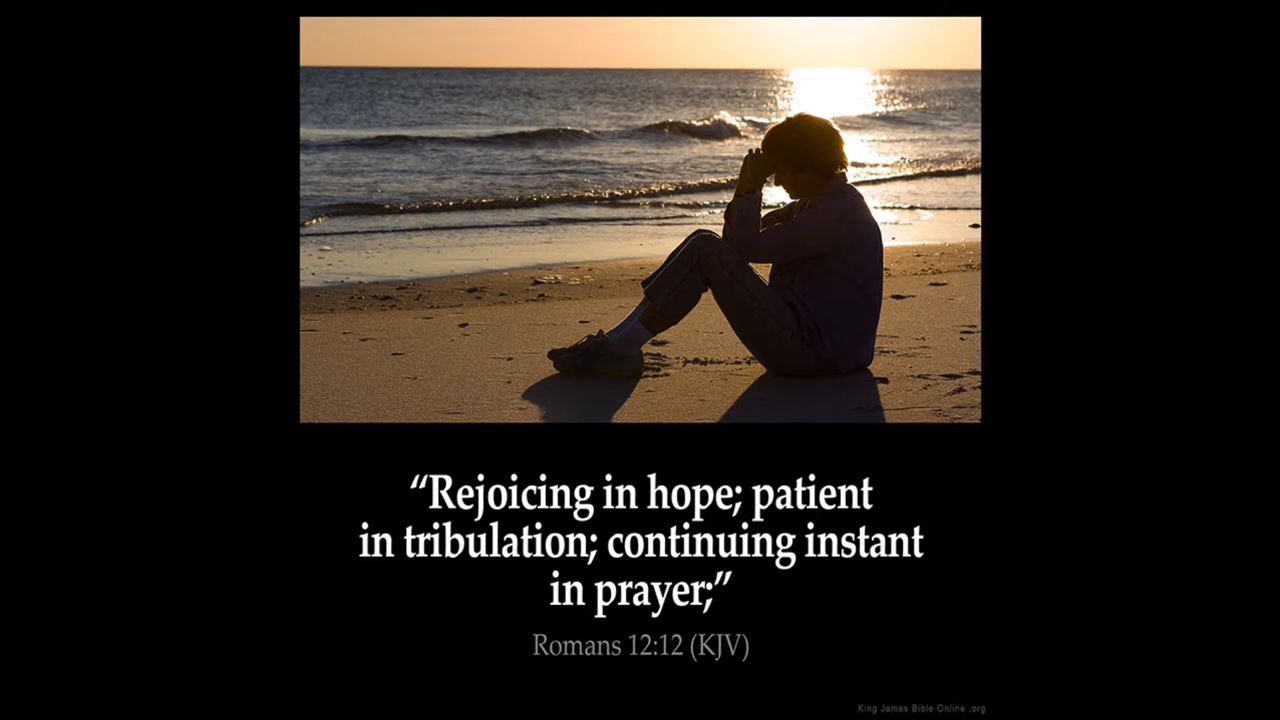 “Rejoicing in hope; patient
in tribulation; continuing instant
in prayer;”
Romans 12:12 (KJV)
King James Bible Online .org